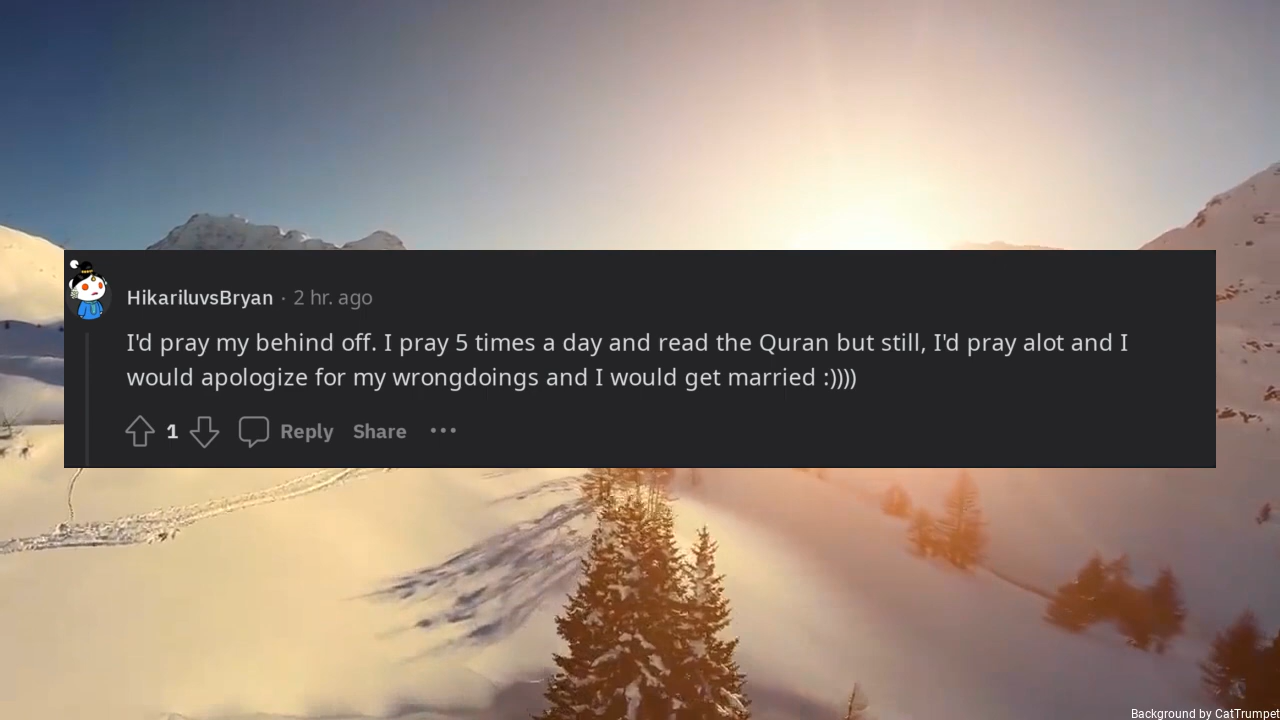 HikariluvsBryan · 2 hr. ago
I'd pray my behind off. I pray 5 times a day and read the Quran but still, I'd pray alot and I
would apologize for my wrongdoings and I would get married :))))
1 Reply Share ···
Background by CatTrumpet